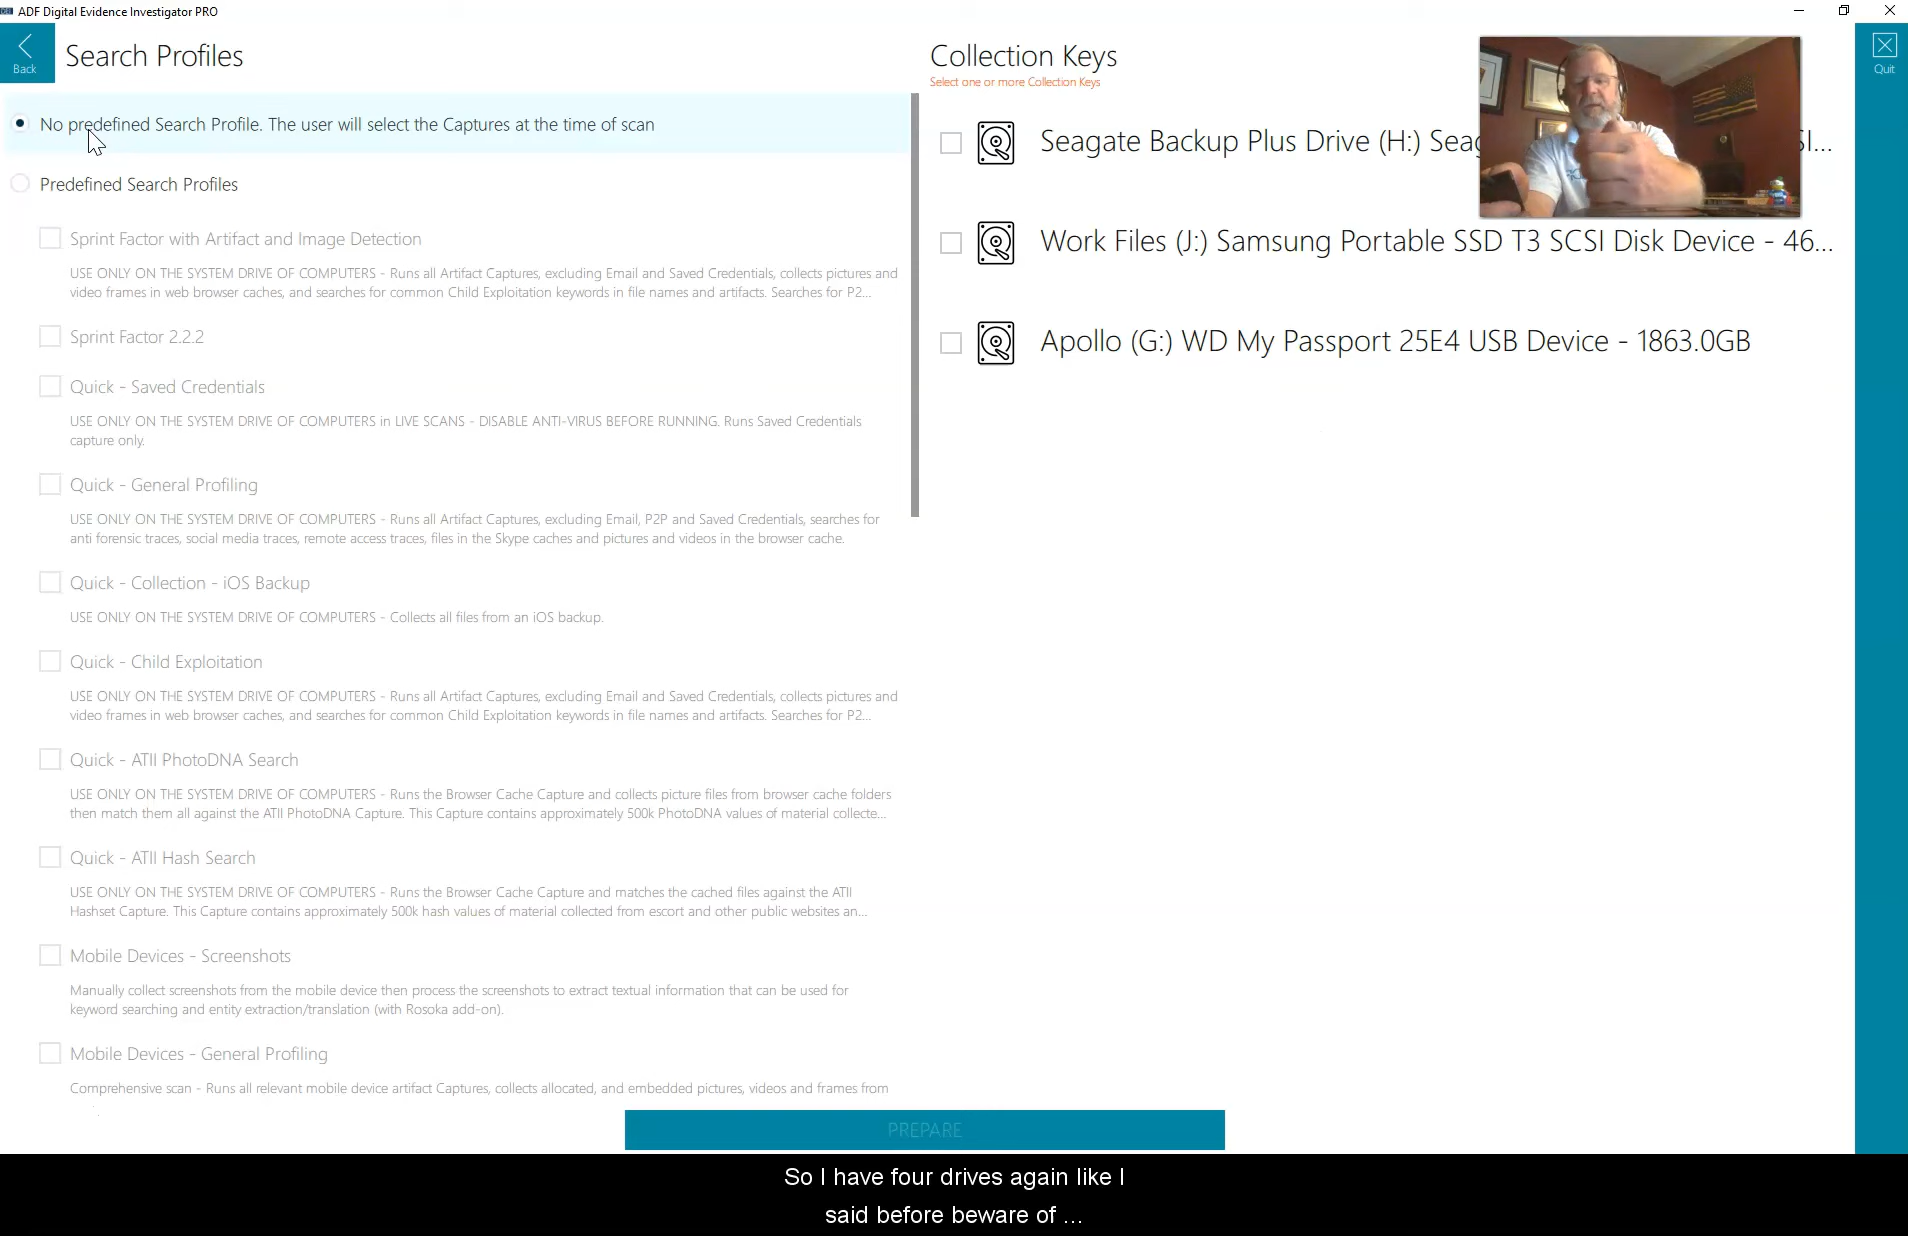 ADF Digital Evidence Investigator PRO
Back
Search Profiles
No predefined Search Profile. The user will select the Captures at the time of scan
Predefined Search Profiles
Sprint Factor with Artifact and Image Detection
USE ONLY ON THE SYSTEM DRIVE OF COMPUTERS - Runs all Artifact Captures, excluding Email and Saved Credentials, collects pictures and
video frames in web browser caches, and searches for common Child Exploitation keywords in file names and artifacts. Searches for P2...
Sprint Factor 2.2.2
Quick - Saved Credentials
USE ONLY ON THE SYSTEM DRIVE OF COMPUTERS in LIVE SCANS - DISABLE ANTI-VIRUS BEFORE RUNNING. Runs Saved Credentials
capture only.
Quick - General Profiling
USE ONLY ON THE SYSTEM DRIVE OF COMPUTERS - Runs all Artifact Captures, excluding Email, P2P and Saved Credentials, searches for
anti forensic traces, social media traces, remote access traces, files in the Skype caches and pictures and videos in the browser cache.
Quick - Collection - iOS Backup
USE ONLY ON THE SYSTEM DRIVE OF COMPUTERS - Collects all files from an iOS backup.
Quick - Child Exploitation
USE ONLY ON THE SYSTEM DRIVE OF COMPUTERS - Runs all Artifact Captures, excluding Email and Saved Credentials, collects pictures and
video frames in web browser caches, and searches for common Child Exploitation keywords in file names and artifacts. Searches for P2...
Quick - ATII PhotoDNA Search
USE ONLY ON THE SYSTEM DRIVE OF COMPUTERS - Runs the Browser Cache Capture and collects picture files from browser cache folders
then match them all against the ATII PhotoDNA Capture. This Capture contains approximately 500k PhotoDNA values of material collecte...
Quick - ATII Hash Search
USE ONLY ON THE SYSTEM DRIVE OF COMPUTERS - Runs the Browser Cache Capture and matches the cached files against the ATII
Hashset Capture. This Capture contains approximately 500k hash values of material collected from escort and other public websites an...
Mobile Devices - Screenshots
Manually collect screenshots from the mobile device then process the screenshots to extract textual information that can be used for
keyword searching and entity extraction/translation (with Rosoka add-on).
Mobile Devices - General Profiling
Comprehensive scan - Runs all relevant mobile device artifact Captures, collects allocated, and embedded pictures, videos and frames from
Collection Keys
Select one or more Collection Keys
Seagate Backup Plus Drive (H:) Seag
Work Files (J:) Samsung Portable SSD T3 SCSI Disk Device - 46...
Apollo (G:) WD My Passport 25E4 USB Device - 1863.0GB
Quit
PREPARE
So I have four drives again like I
said before beware of ...